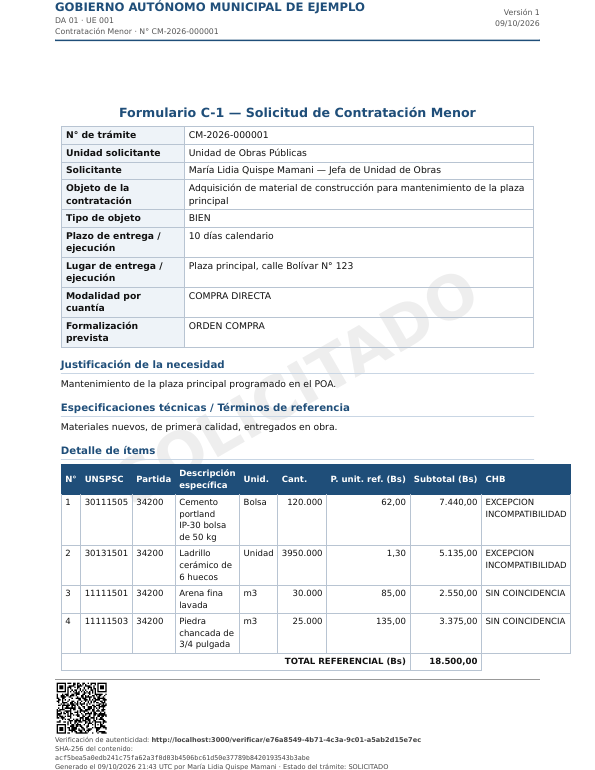 GOBIERNO AUTÓNOMO MUNICIPAL DE EJEMPLO
DA 01 · UE 001
Contratación Menor · N° CM-2026-000001
Versión 1
09/10/2026
Formulario C-1 — Solicitud de Contratación Menor
N° de trámite CM-2026-000001
Unidad solicitante Unidad de Obras Públicas
Solicitante María Lidia Quispe Mamani — Jefa de Unidad de Obras
Objeto de la contratación Adquisición de material de construcción para mantenimiento de la plaza principal
Tipo de objeto BIEN
Plazo de entrega / ejecución 10 días calendario
Lugar de entrega / ejecución Plaza principal, calle Bolívar N° 123
Modalidad por cuantía COMPRA DIRECTA
Formalización prevista ORDEN COMPRA
SOLICITADO
Justificación de la necesidad
Mantenimiento de la plaza principal programado en el POA.
Especificaciones técnicas / Términos de referencia
Materiales nuevos, de primera calidad, entregados en obra.
Detalle de ítems
N° UNSPSC Partida Descripción específica Unid. Cant. P. unit. ref. (Bs) Subtotal (Bs) CHB
1 30111505 34200 Cemento portland IP-30 bolsa de 50 kg Bolsa 120.000 62,00 7.440,00 EXCEPCION INCOMPATIBILIDAD
2 30131501 34200 Ladrillo cerámico de 6 huecos Unidad 3950.000 1,30 5.135,00 EXCEPCION INCOMPATIBILIDAD
3 11111501 34200 Arena fina lavada m3 30.000 85,00 2.550,00 SIN COINCIDENCIA
4 11111503 34200 Piedra chancada de 3/4 pulgada m3 25.000 135,00 3.375,00 SIN COINCIDENCIA
TOTAL REFERENCIAL (Bs) 18.500,00
Verificación de autenticidad: http://localhost:3000/verificar/e76a8549-4b71-4c3a-9c01-a5ab2d15e7ec
SHA-256 del contenido:
acf5bea5a0edb241c75fa62a3f8d83b4506bc61d50e37789b8420193543b3abe
Generado el 09/10/2026 21:43 UTC por María Lidia Quispe Mamani · Estado del trámite: SOLICITADO